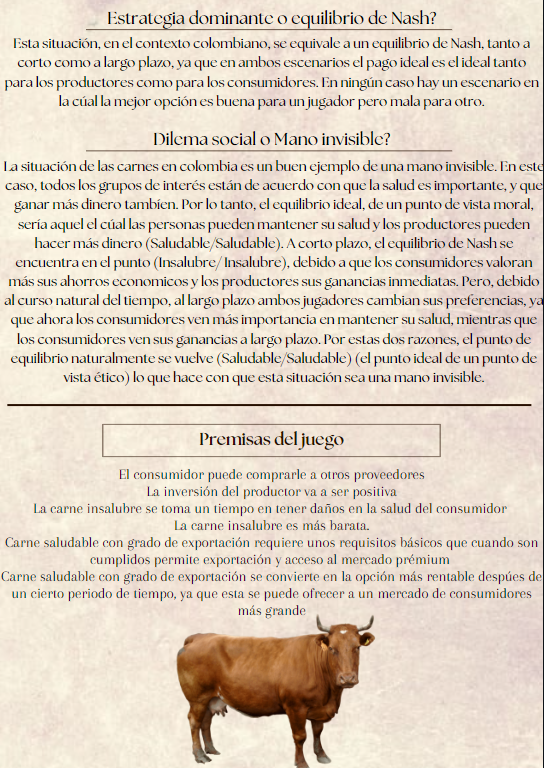 Estrategia dominante o equilibrio de Nash?
Esta situación, en el contexto colombiano, se equivale a un equilibrio de Nash, tanto a
corto como a largo plazo, ya que en ambos escenarios el pago ideal es el ideal tanto
para los productores como para los consumidores. En ningún caso hay un escenario en
la cúal la mejor opción es buena para un jugador pero mala para otro.
Dilema social o Mano invisible?
La situación de las carnes en colombia es un buen ejemplo de una mano invisible. En este
caso, todos los grupos de interés están de acuerdo con que la salud es importante, y que
ganar más dinero tambíen. Por lo tanto, el equilibrio ideal, de un punto de vista moral,
sería aquel el cúal las personas pueden mantener su salud y los productores pueden
hacer más dinero (Saludable/Saludable). A corto plazo, el equilibrio de Nash se
encuentra en el punto (Insalubre/ Insalubre), debido a que los consumidores valoran
más sus ahorros economicos y los productores sus ganancias inmediatas. Pero, debido
al curso natural del tiempo, al largo plazo ambos jugadores cambian sus preferencias, ya
que ahora los consumidores ven más importancia en mantener su salud, mientras que
los consumidores ven sus ganancias a largo plazo. Por estas dos razones, el punto de
equilibrio naturalmente se vuelve (Saludable/Saludable) (el punto ideal de un punto de
vista ético) lo que hace con que esta situación sea una mano invisible.
Premisas del juego
El consumidor puede comprarle a otros proveedores
La inversión del productor va a ser positiva
La carne insalubre se toma un tiempo en tener daños en la salud del consumidor
La carne insalubre es más barata.
Carne saludable con grado de exportación requiere unos requisitos básicos que cuando son
cumplidos permite exportación y acceso al mercado prémium
Carne saludable con grado de exportación se convierte en la opción más rentable despúes de
un cierto periodo de tiempo, ya que esta se puede ofrecer a un mercado de consumidores
más grande